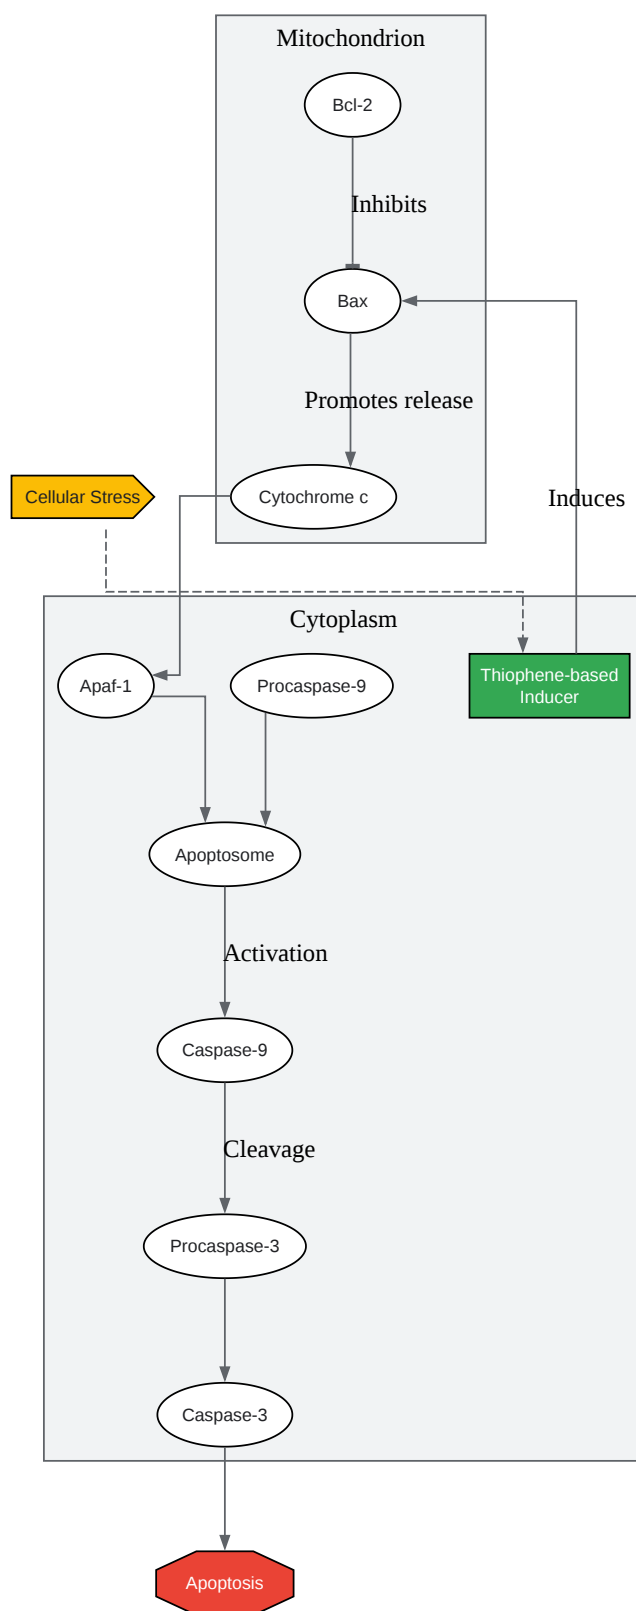 Mitochondrion
Bcl-2
Inhibits
Bax
Promotes release
Cytochrome c
Cellular Stress
Induces
Cytoplasm
Apaf-1
Procaspase-9
Thiophene-based
Inducer
Apoptosome
Activation
Caspase-9
Cleavage
Procaspase-3
Caspase-3
Apoptosis